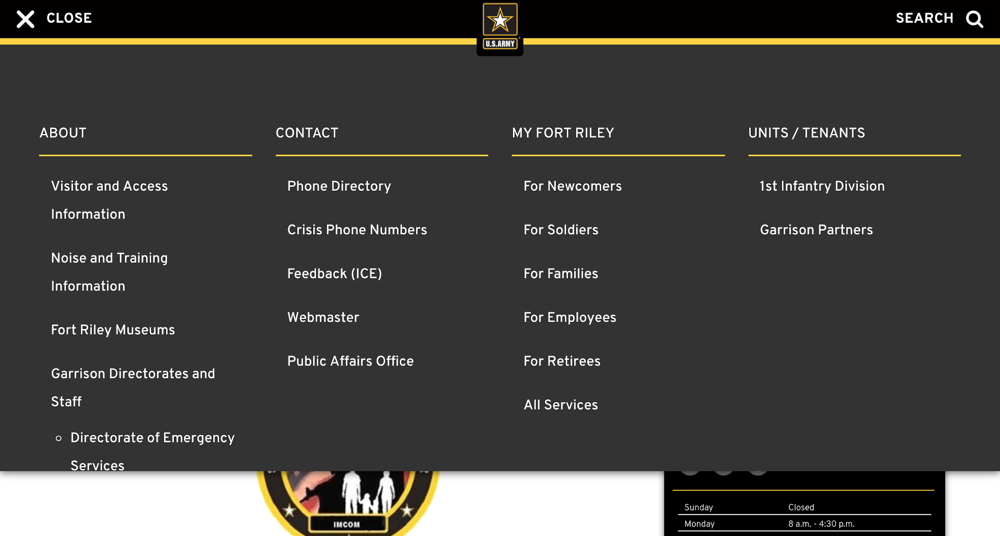 CLOSE
U.S.ARMY
SEARCH
ABOUT
Visitor and Access
Information
Noise and Training
Information
Fort Riley Museums
Garrison Directorates and
Staff
Directorate of Emergency
Services
CONTACT
Phone Directory
Crisis Phone Numbers
Feedback (ICE)
Webmaster
Public Affairs Office
MY FORT RILEY
For Newcomers
For Soldiers
For Families
For Employees
For Retirees
All Services
UNITS / TENANTS
1st Infantry Division
Garrison Partners
IMCOM
Sunday Closed
Monday 8 a.m. - 4:30 p.m.